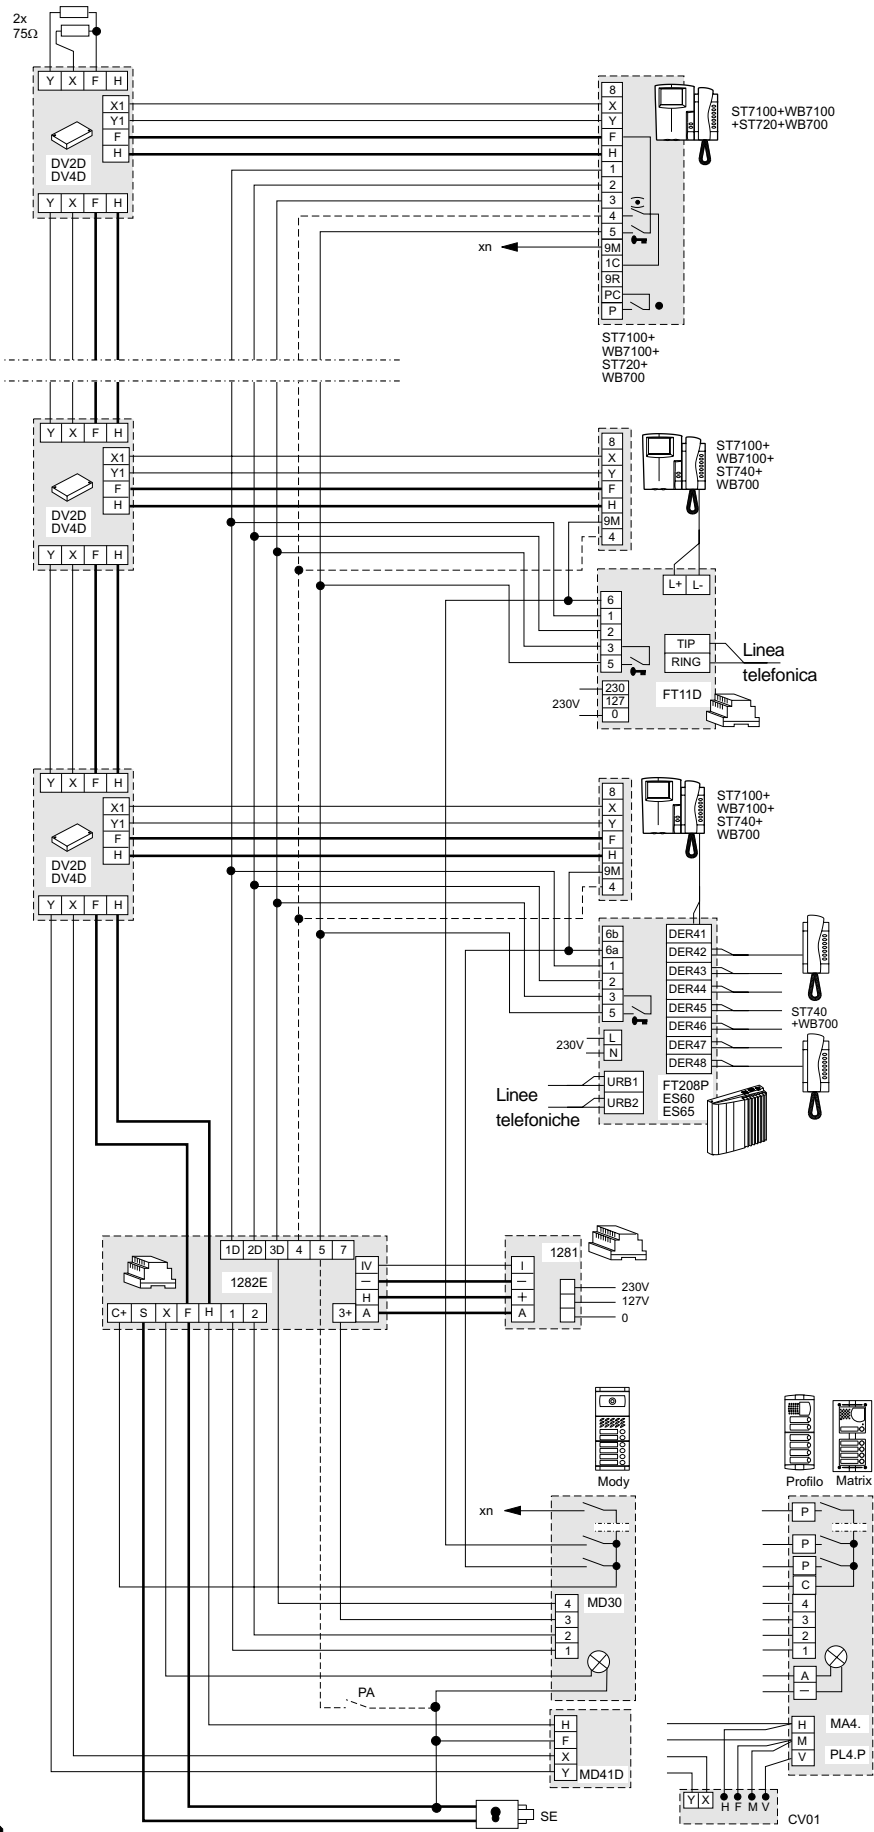 2x
75Ω
Y X F H
X1
Y1
F
H
DV2D
DV4D
Y X F H
8
X
Y
F
H
1
2
3
4
5
9M
1C
9R
PC
P
xn
ST7100+WB7100
+ST720+WB700
ST7100+
WB7100+
ST720+
WB700
Y X F H
X1
Y1
F
H
DV2D
DV4D
Y X F H
8
X
Y
F
H
9M
4
ST7100+
WB7100+
ST740+
WB700
L+ L-
6
1
2
3
5
TIP
RING
Linea
telefonica
230
127
0
230V
FT11D
Y X F H
X1
Y1
F
H
DV2D
DV4D
Y X F H
8
X
Y
F
H
9M
4
ST7100+
WB7100+
ST740+
WB700
6b
6a
1
2
3
5
DER41
DER42
DER43
DER44
DER45
DER46
DER47
DER48
ST740
+WB700
230V
L
N
URB1
URB2
Linee
telefoniche
FT208P
ES60
ES65
1D 2D 3D 4 5 7
1282E
IV
—
H
A
C+ S X F H 1 2
3+
1281
I
—
+
A
230V
127V
0
Mody
Profilo Matrix
xn
MD30
4
3
2
1
PA
H
F
X
Y
MD41D
SE
P
P
P
C
4
3
2
1
A
—
H
M
V
MA4.
PL4.P
Y X H F M V
CV01